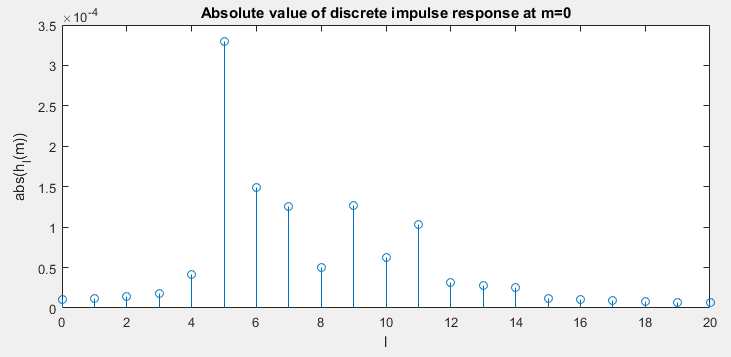 Absolute value of discrete impulse response at m=0
×10^-4
3.5
3
2.5
2
1.5
1
0.5
0
abs(h_l(m))
0 2 4 6 8 10 12 14 16 18 20
l